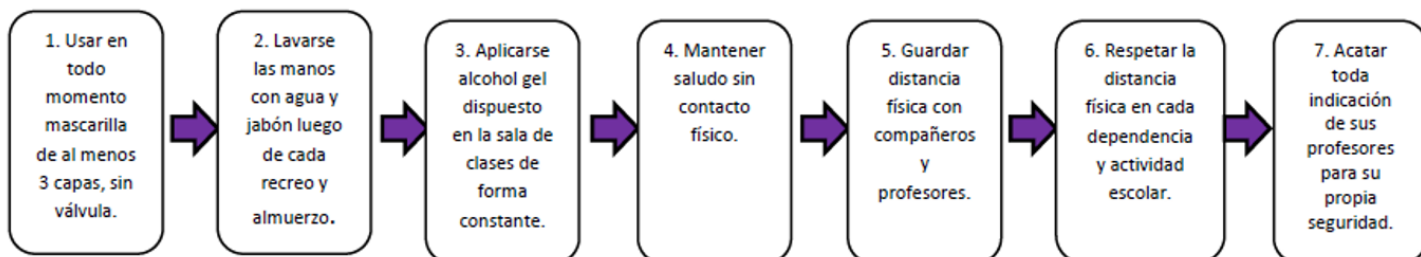 1. Usar en
todo
momento
mascarilla
de al menos
3 capas, sin
válvula.
2. Lavarse
las manos
con agua y
jabón luego
de cada
recreo y
almuerzo.
3. Aplicarse
alcohol gel
dispuesto
en la sala de
clases de
forma
constante.
4. Mantener
saludo sin
contacto
físico.
5. Guardar
distancia
física con
compañeros
y
profesores.
6. Respetar la
distancia
física en cada
dependencia
y actividad
escolar.
7. Acatar
toda
indicación
de sus
profesores
para su
propia
seguridad.